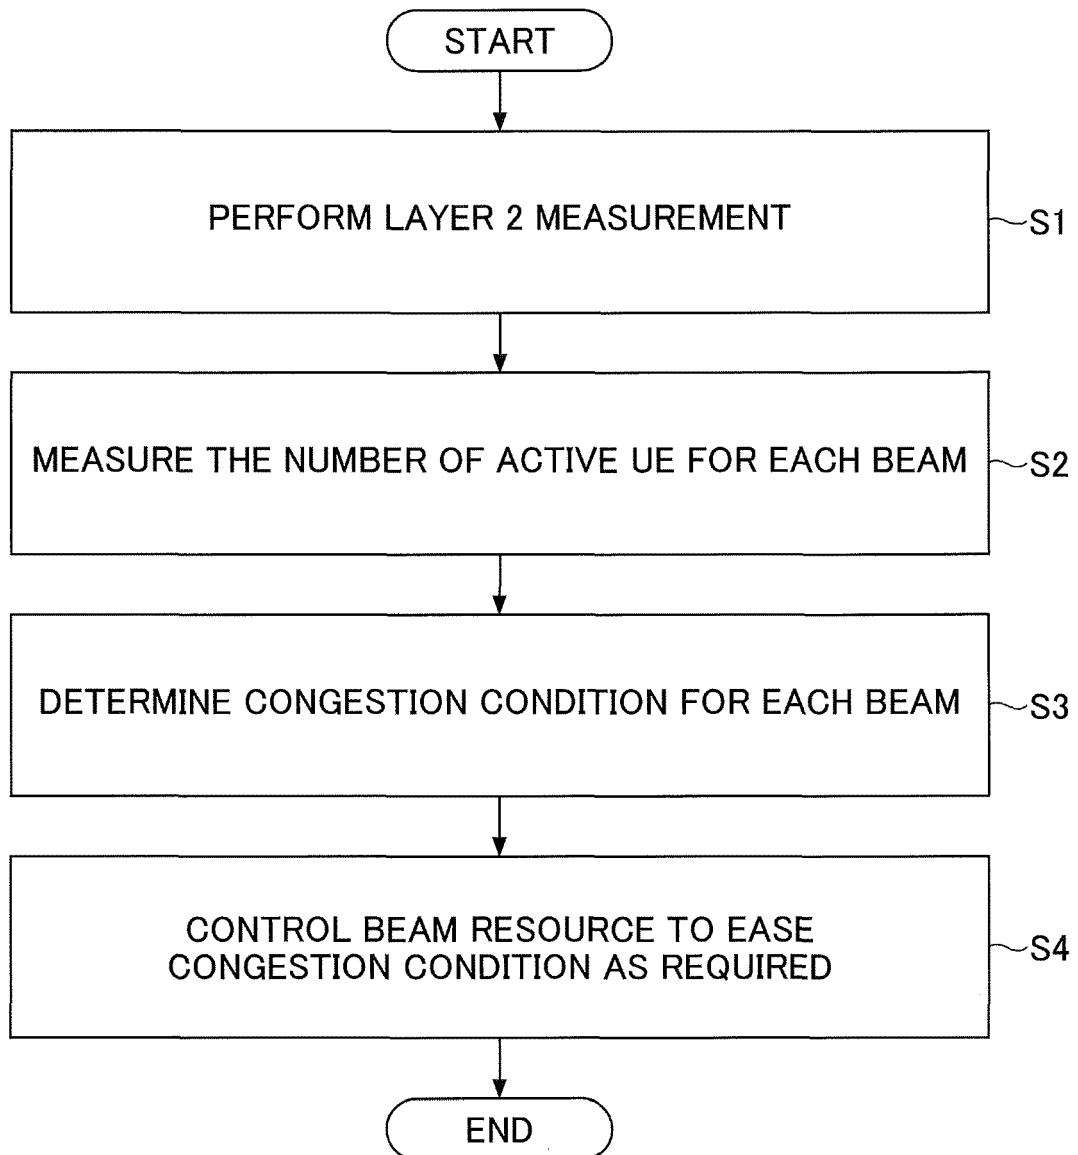 START
PERFORM LAYER 2 MEASUREMENT
S1
MEASURE THE NUMBER OF ACTIVE UE FOR EACH BEAM
S2
DETERMINE CONGESTION CONDITION FOR EACH BEAM
S3
CONTROL BEAM RESOURCE TO EASE
CONGESTION CONDITION AS REQUIRED
S4
END